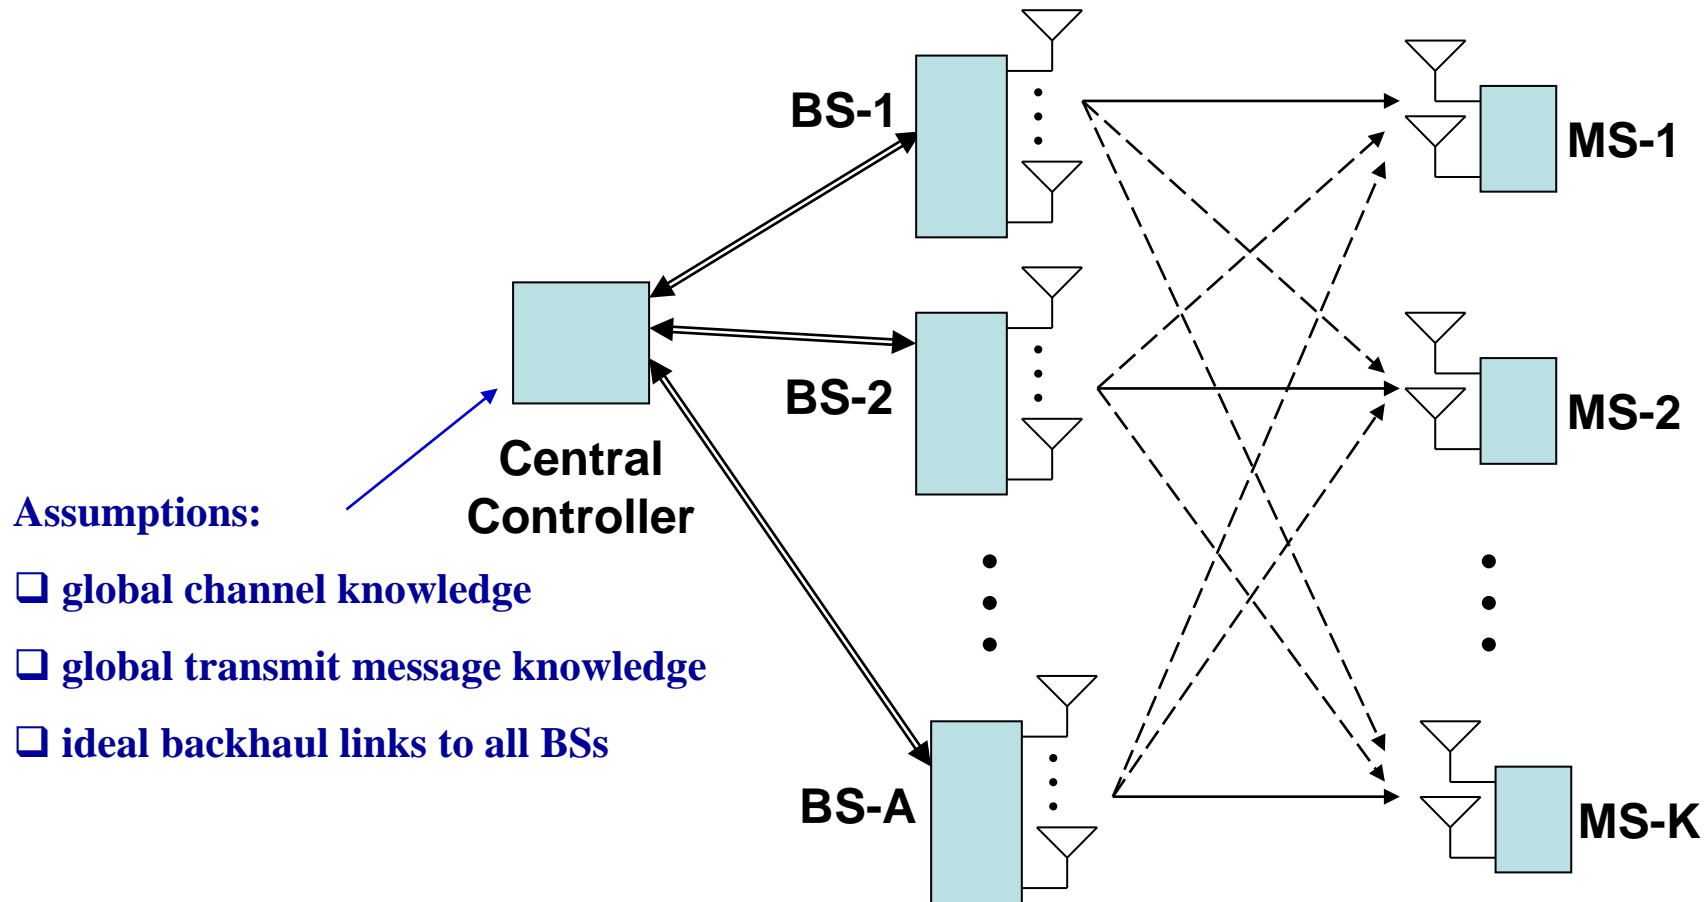 BS-1
MS-1
BS-2
MS-2
Central
Controller
Assumptions:
❑ global channel knowledge
❑ global transmit message knowledge
❑ ideal backhaul links to all BSs
BS-A
MS-K